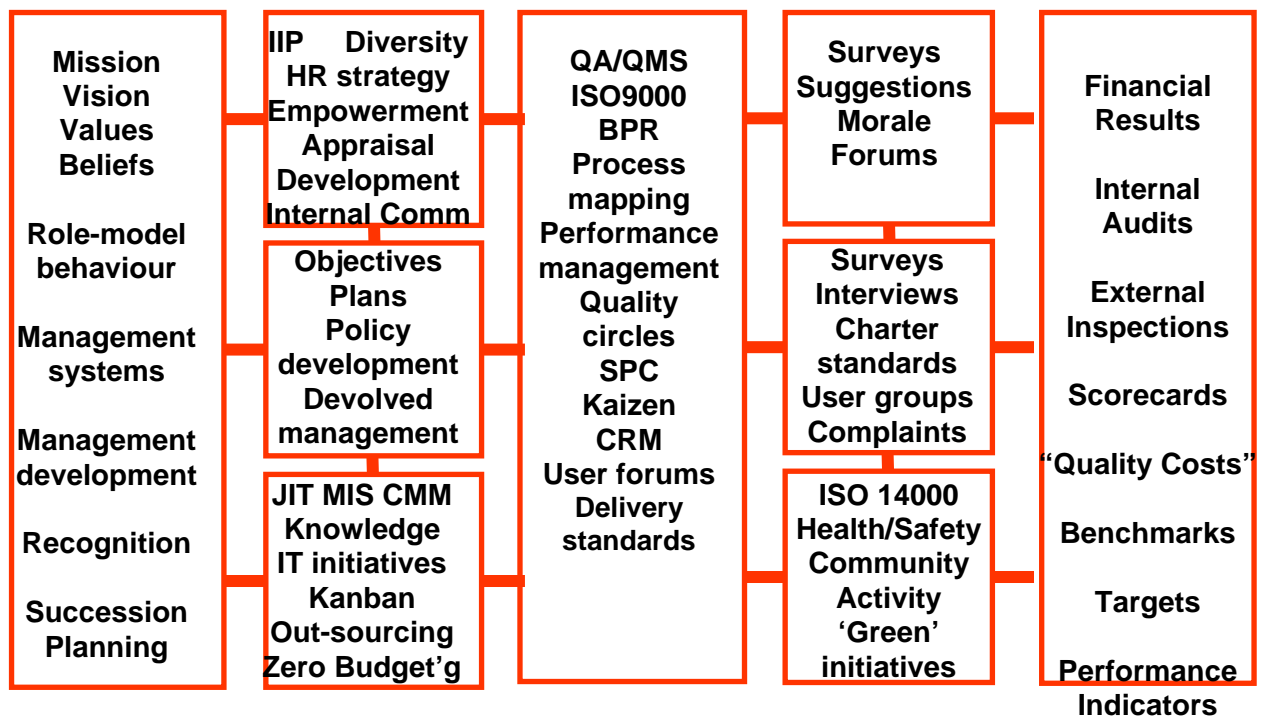 Mission
Vision
Values
Beliefs
Role-model
behaviour
Management
systems
Management
development
Recognition
Succession
Planning
IIP Diversity
HR strategy
Empowerment
Appraisal
Development
Internal Comm
Objectives
Plans
Policy
development
Devolved
management
JIT MIS CMM
Knowledge
IT initiatives
Kanban
Out-sourcing
Zero Budget’g
QA/QMS
ISO9000
BPR
Process
mapping
Performance
management
Quality
circles
SPC
Kaizen
CRM
User forums
Delivery
standards
Surveys
Suggestions
Morale
Forums
Surveys
Interviews
Charter
standards
User groups
Complaints
ISO 14000
Health/Safety
Community
Activity
‘Green’
initiatives
Financial
Results
Internal
Audits
External
Inspections
Scorecards
“Quality Costs”
Benchmarks
Targets
Performance
Indicators